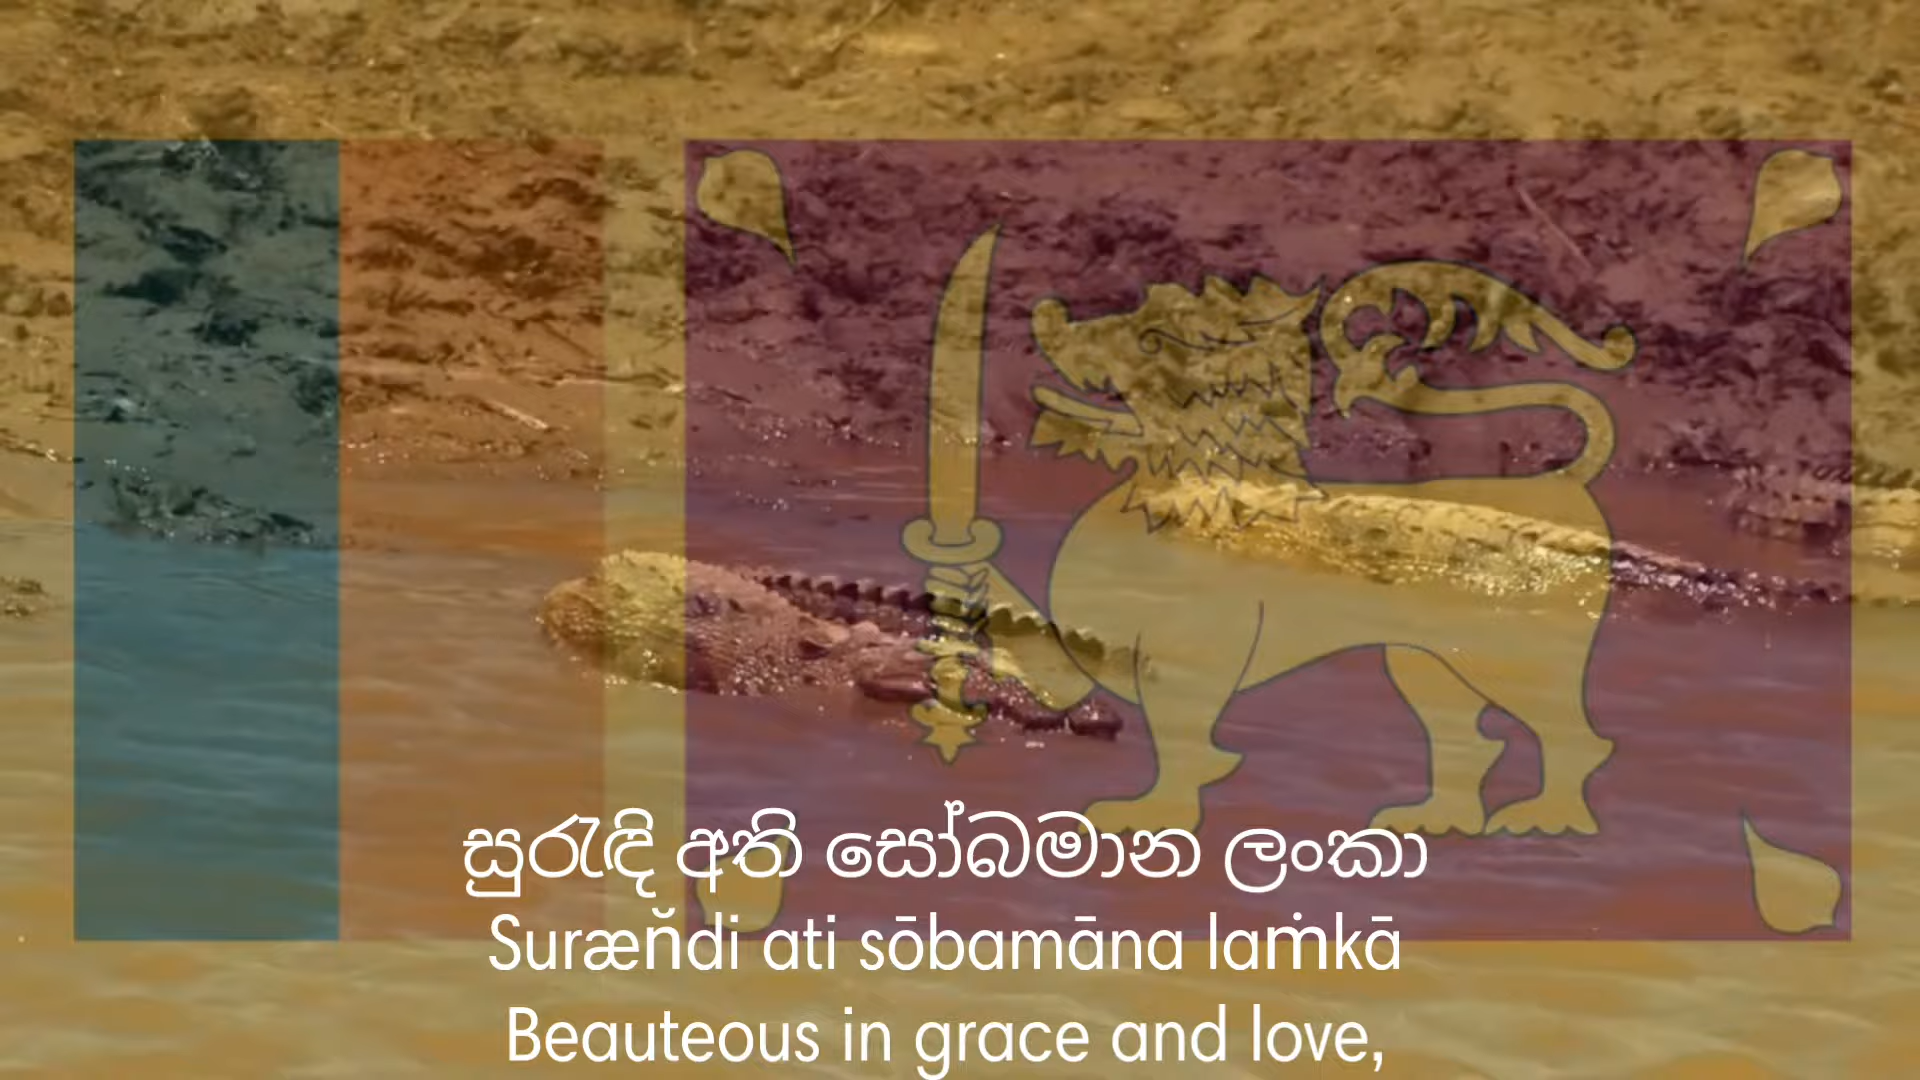 සුරැඳි අති සෝබමාන ලංකා
Suræn̆di ati sōbamāna laṁkā
Beauteous in grace and love,